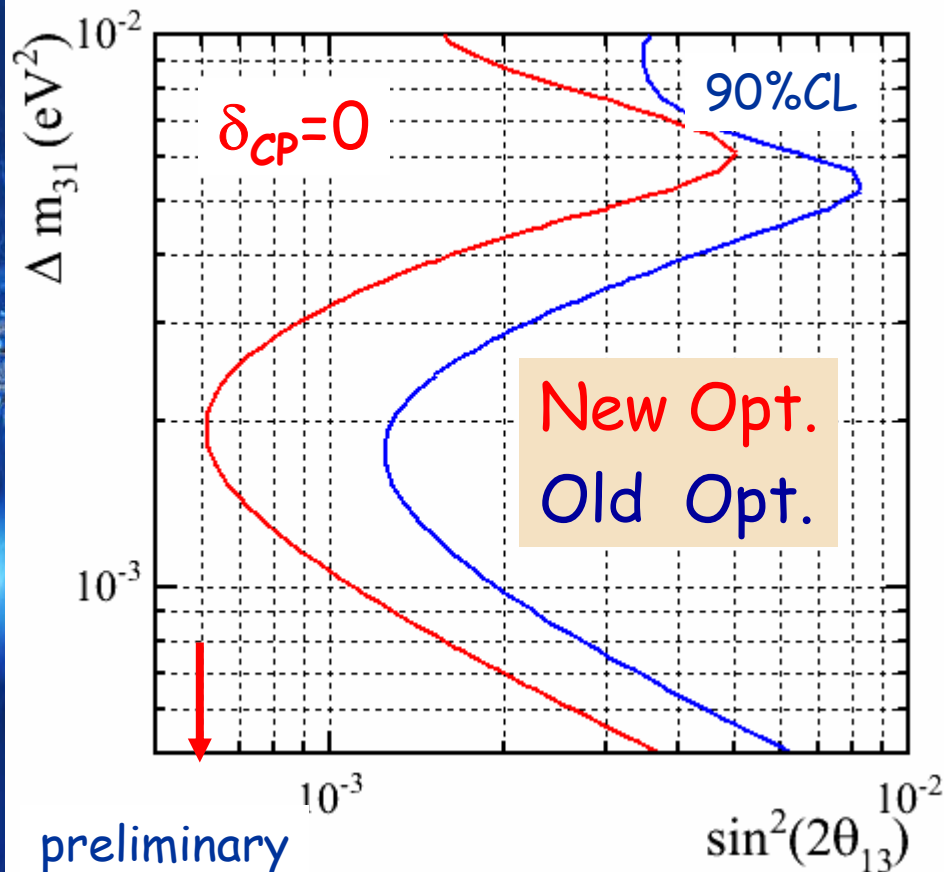 10⁻²
Δ m₃₁ (eV²)
δCP=0
90%CL
New Opt.
Old Opt.
10⁻³
10⁻³
10⁻²
sin²(2θ₁₃)
preliminary